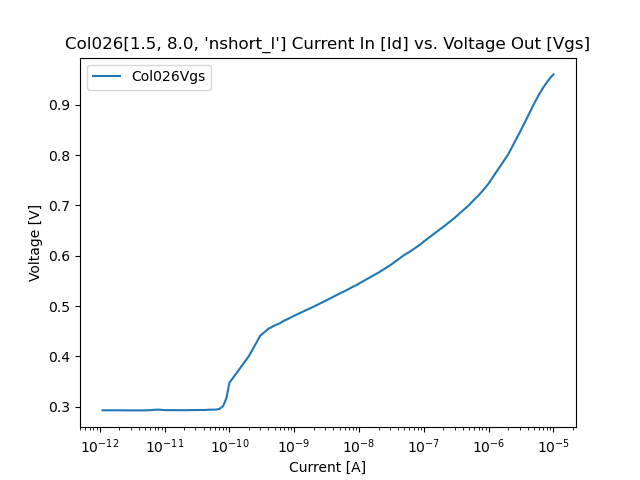 Col026[1.5, 8.0, 'nshort_l'] Current In [Id] vs. Voltage Out [Vgs]
Col026Vgs
Voltage [V]
0.9
0.8
0.7
0.6
0.5
0.4
0.3
10⁻¹² 10⁻¹¹ 10⁻¹⁰ 10⁻⁹ 10⁻⁸ 10⁻⁷ 10⁻⁶ 10⁻⁵
Current [A]